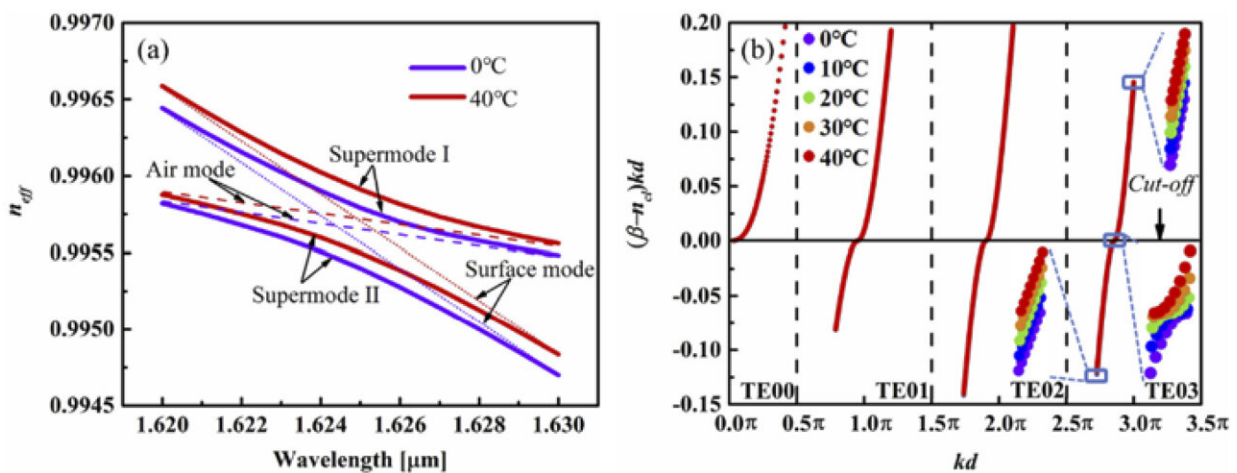 (a)
0°C
40°C
Supermode I
Air mode
Supermode II
Surface mode
0.9970
0.9965
0.9960
0.9955
0.9950
0.9945
n_eff
1.620 1.622 1.624 1.626 1.628 1.630
Wavelength [μm]
(b)
0°C
10°C
20°C
30°C
40°C
Cut-off
TE00 TE01 TE02 TE03
0.20
0.15
0.10
0.05
0.00
-0.05
-0.10
-0.15
(β−n_cl)kd
0.0π 0.5π 1.0π 1.5π 2.0π 2.5π 3.0π 3.5π
kd